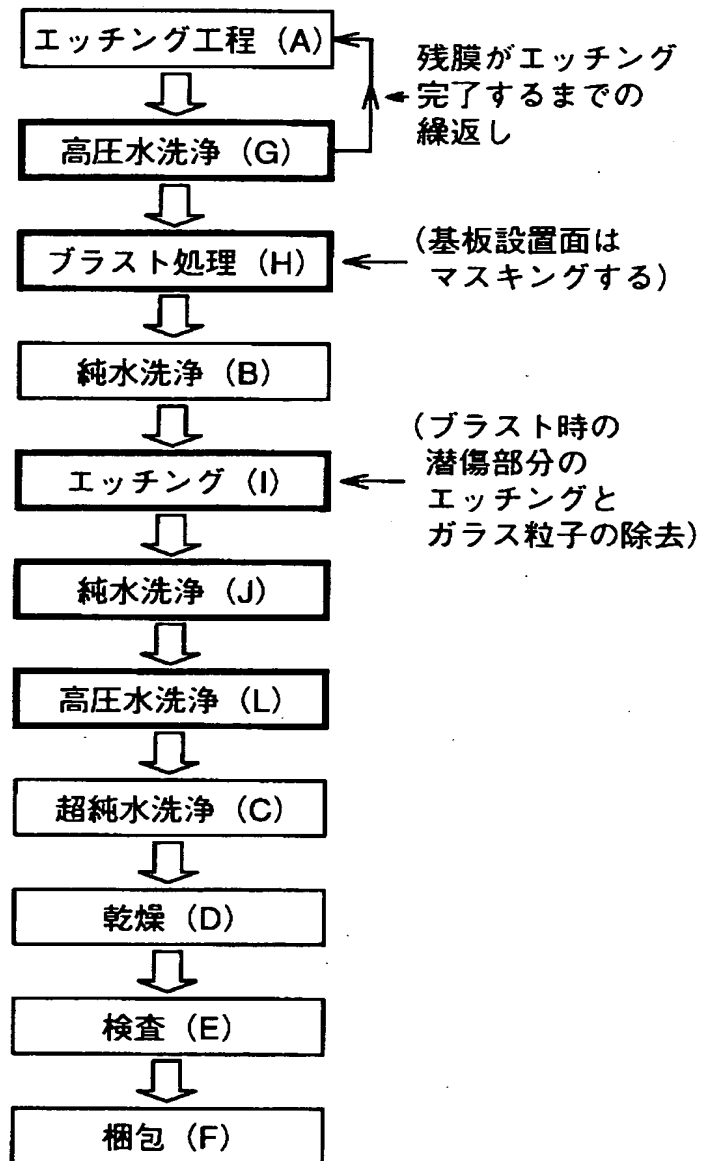 エッチング工程（A）
残膜がエッチング
完了するまでの
繰返し
高圧水洗浄（G）
ブラスト処理（H）
（基板設置面は
マスキングする）
純水洗浄（B）
エッチング（I）
（ブラスト時の
潜傷部分の
エッチングと
ガラス粒子の除去）
純水洗浄（J）
高圧水洗浄（L）
超純水洗浄（C）
乾燥（D）
検査（E）
梱包（F）